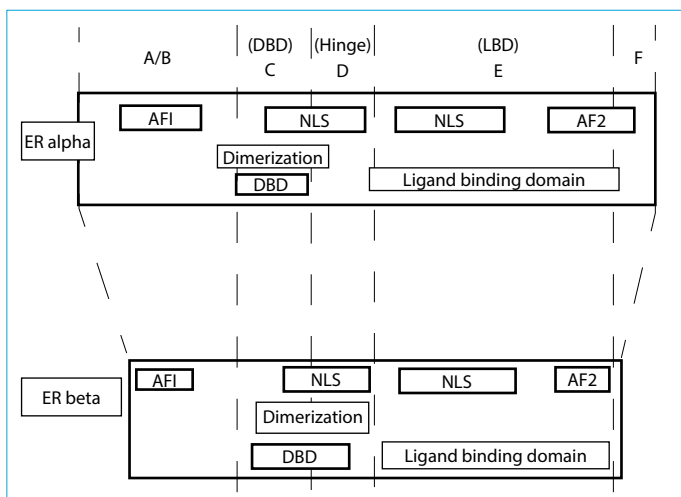 (DBD) (Hinge) (LBD)
A/B C D E F
AFI NLS NLS AF2
ER alpha
Dimerization
DBD Ligand binding domain
AFI NLS NLS AF2
ER beta
Dimerization
DBD Ligand binding domain